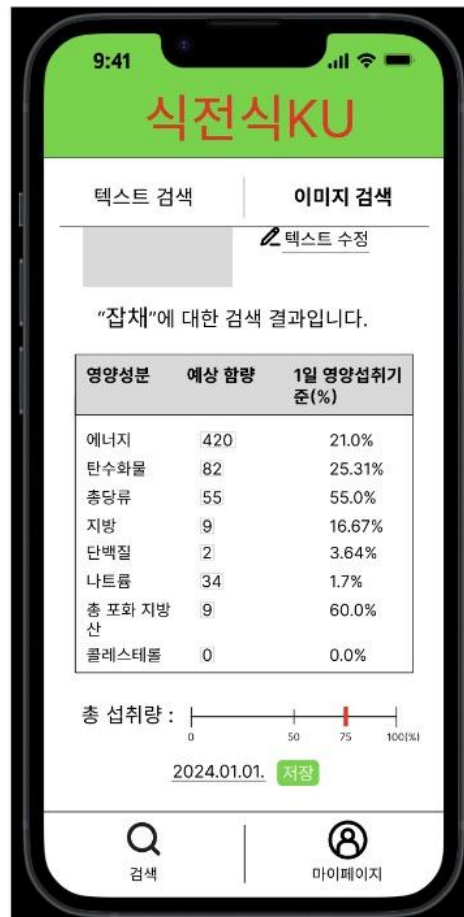 9:41
식전식KU
텍스트 검색 이미지 검색
텍스트 수정
“잡채”에 대한 검색 결과입니다.
영양성분 예상 함량 1일 영양섭취기
준(%)
에너지 420 21.0%
탄수화물 82 25.31%
총당류 55 55.0%
지방 9 16.67%
단백질 2 3.64%
나트륨 34 1.7%
총 포화 지방 9 60.0%
산
콜레스테롤 0 0.0%
총 섭취량 :
0 50 75 100(%)
2024.01.01. 저장
검색 마이페이지